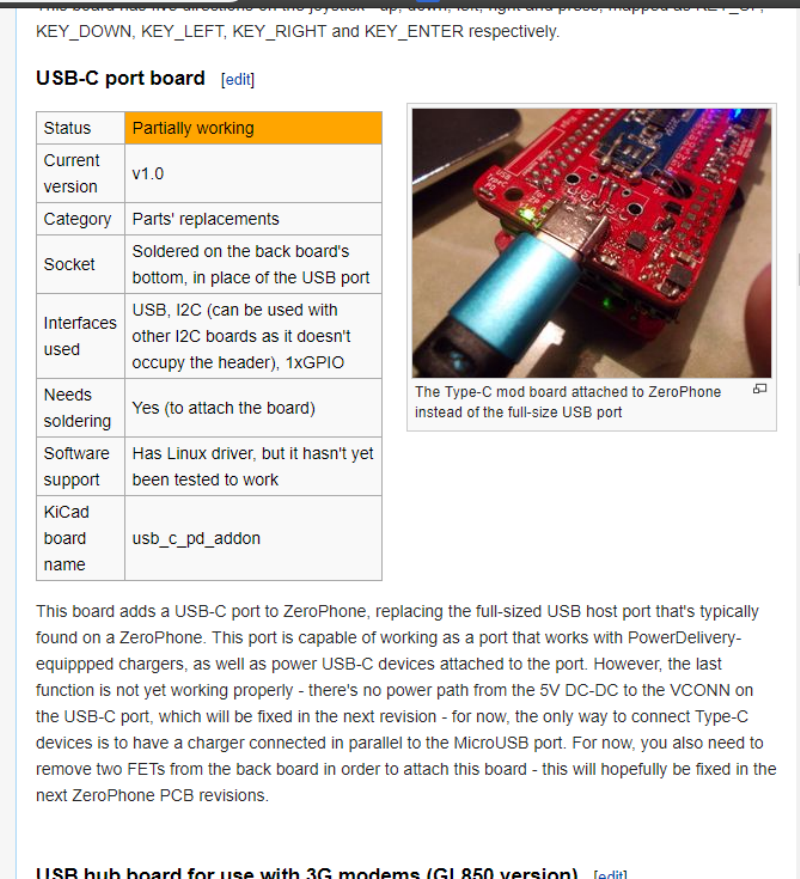 KEY_DOWN, KEY_LEFT, KEY_RIGHT and KEY_ENTER respectively.
USB-C port board [edit]
Status Partially working
Current
version
v1.0
Category Parts' replacements
Socket
Soldered on the back board's
bottom, in place of the USB port
Interfaces
used
USB, I2C (can be used with
other I2C boards as it doesn't
occupy the header), 1xGPIO
Needs
soldering
Yes (to attach the board)
Software
support
Has Linux driver, but it hasn't yet
been tested to work
KiCad
board
name
usb_c_pd_addon
The Type-C mod board attached to ZeroPhone
instead of the full-size USB port
This board adds a USB-C port to ZeroPhone, replacing the full-sized USB host port that's typically
found on a ZeroPhone. This port is capable of working as a port that works with PowerDelivery-
equippped chargers, as well as power USB-C devices attached to the port. However, the last
function is not yet working properly - there's no power path from the 5V DC-DC to the VCONN on
the USB-C port, which will be fixed in the next revision - for now, the only way to connect Type-C
devices is to have a charger connected in parallel to the MicroUSB port. For now, you also need to
remove two FETs from the back board in order to attach this board - this will hopefully be fixed in the
next ZeroPhone PCB revisions.
USB hub board for use with 3G modems (GL850 version) [edit]